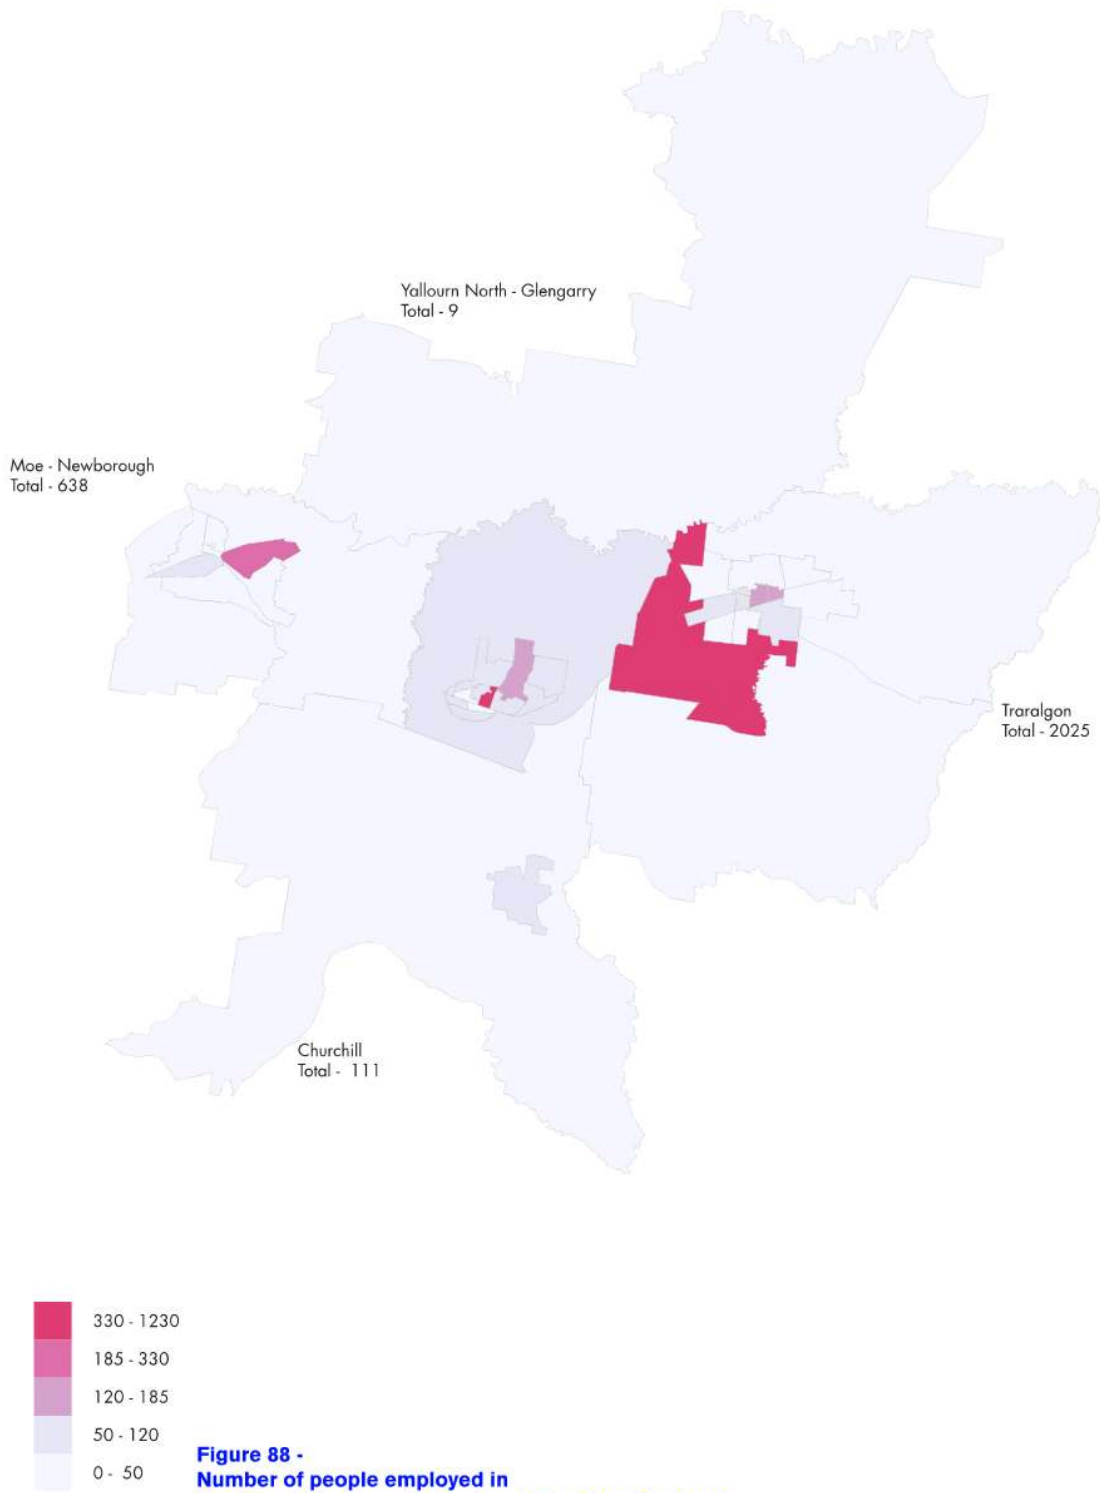 Yallourn North - Glengarry
Total - 9
Moe - Newborough
Total - 638
Traralgon
Total - 2025
Churchill
Total - 111
330 - 1230
185 - 330
120 - 185
50 - 120
0 - 50
Figure 88 -
Number of people employed in